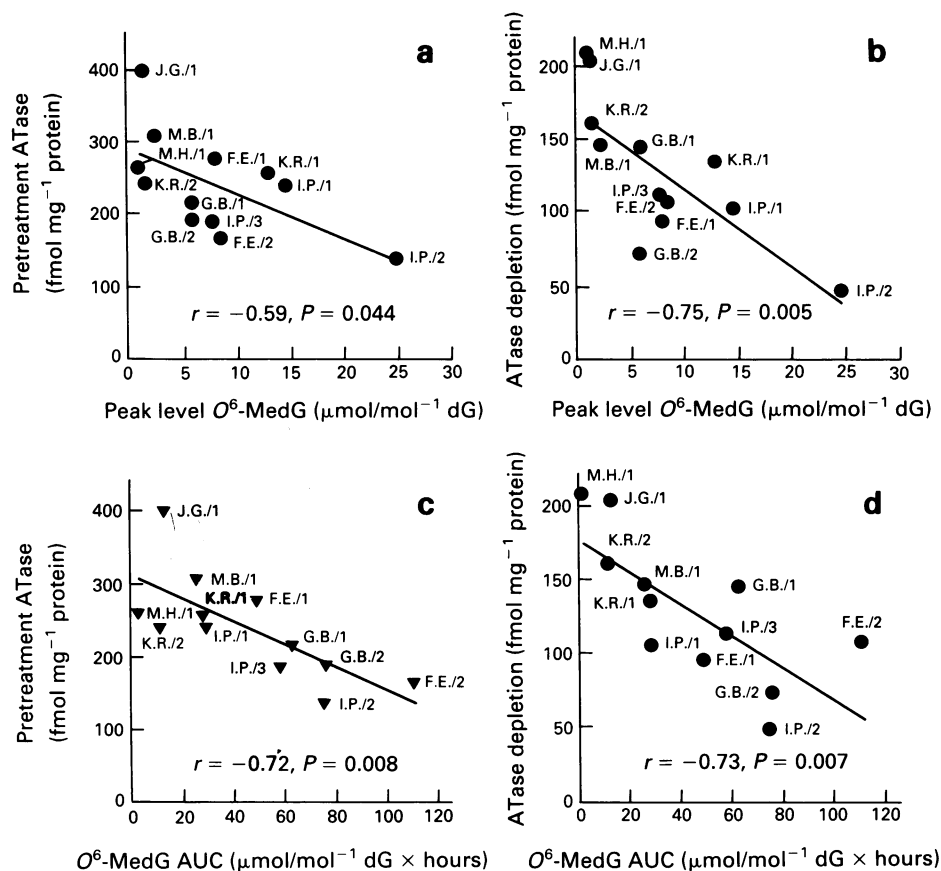 a
Pretreatment ATase
(fmol mg⁻¹ protein)
400
300
200
100
0
J.G./1
M.B./1
M.H./1
F.E./1
K.R./1
K.R./2
I.P./1
G.B./1
G.B./2
I.P./3
F.E./2
I.P./2
r = −0.59, P = 0.044
0 5 10 15 20 25 30
Peak level O⁶-MedG (μmol/mol⁻¹ dG)
b
ATase depletion (fmol mg⁻¹ protein)
200
150
100
50
0
M.H./1
J.G./1
K.R./2
G.B./1
M.B./1
K.R./1
I.P./3
F.E./2
I.P./1
F.E./1
G.B./2
I.P./2
r = −0.75, P = 0.005
0 5 10 15 20 25 30
Peak level O⁶-MedG (μmol/mol⁻¹ dG)
c
Pretreatment ATase
(fmol mg⁻¹ protein)
400
300
200
100
0
J.G./1
M.B./1
K.R./1
F.E./1
M.H./1
K.R./2
I.P./1
G.B./1
I.P./3
G.B./2
F.E./2
I.P./2
r = −0.72, P = 0.008
0 20 40 60 80 100 120
O⁶-MedG AUC (μmol/mol⁻¹ dG × hours)
d
ATase depletion (fmol mg⁻¹ protein)
200
150
100
50
0
M.H./1
J.G./1
K.R./2
M.B./1
G.B./1
K.R./1
I.P./3
F.E./2
I.P./1
F.E./1
G.B./2
I.P./2
r = −0.73, P = 0.007
0 20 40 60 80 100 120
O⁶-MedG AUC (μmol/mol⁻¹ dG × hours)